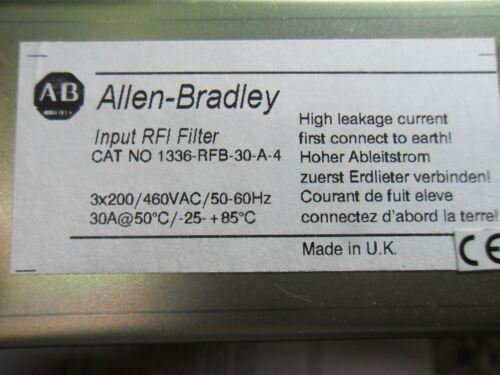 AB
Allen-Bradley
Input RFI Filter
CAT NO 1336-RFB-30-A-4
3x200/460VAC/50-60Hz
30A@50°C/-25-+85°C
High leakage current
first connect to earth!
Hoher Ableitstrom
zuerst Erdlieter verbinden!
Courant de fuit eleve
connectez d'abord la terre!
Made in U.K.
CE